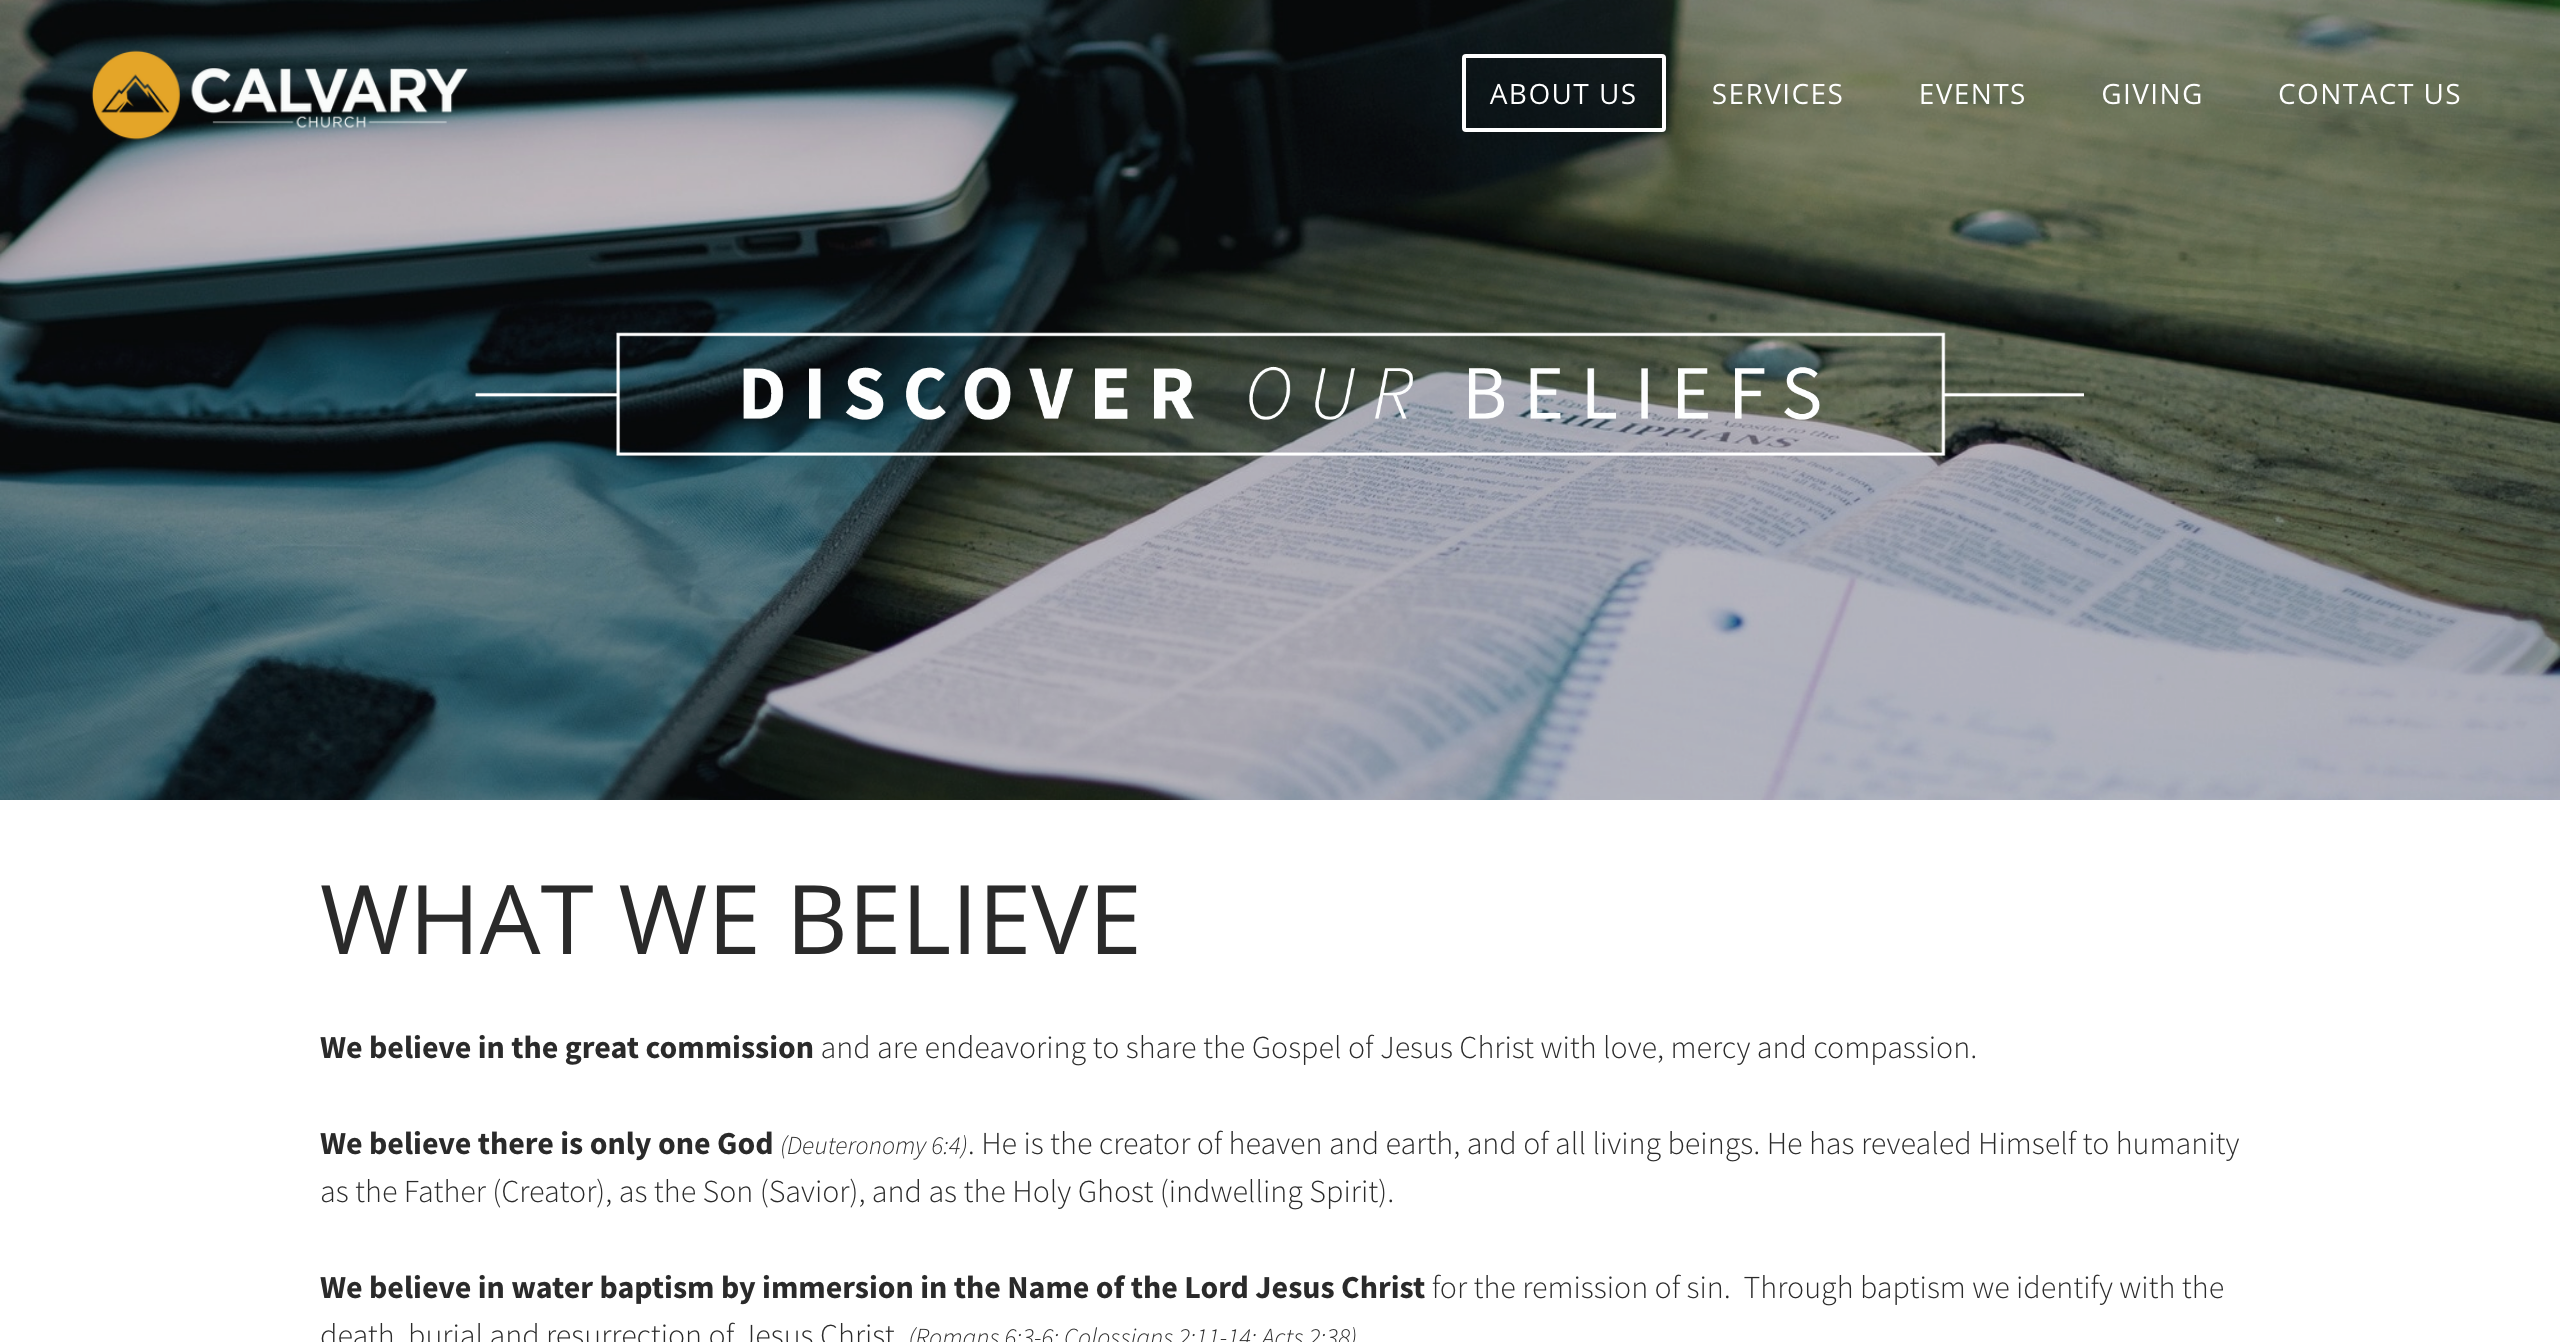 CALVARY
CHURCH
ABOUT US
SERVICES
EVENTS
GIVING
CONTACT US
DISCOVER OUR BELIEFS
PHILIPPIANS
761
WHAT WE BELIEVE
We believe in the great commission and are endeavoring to share the Gospel of Jesus Christ with love, mercy and compassion.
We believe there is only one God (Deuteronomy 6:4). He is the creator of heaven and earth, and of all living beings. He has revealed Himself to humanity
as the Father (Creator), as the Son (Savior), and as the Holy Ghost (indwelling Spirit).
We believe in water baptism by immersion in the Name of the Lord Jesus Christ for the remission of sin.  Through baptism we identify with the
death, burial and resurrection of Jesus Christ. (Romans 6:3-6; Colossians 2:11-14; Acts 2:38)